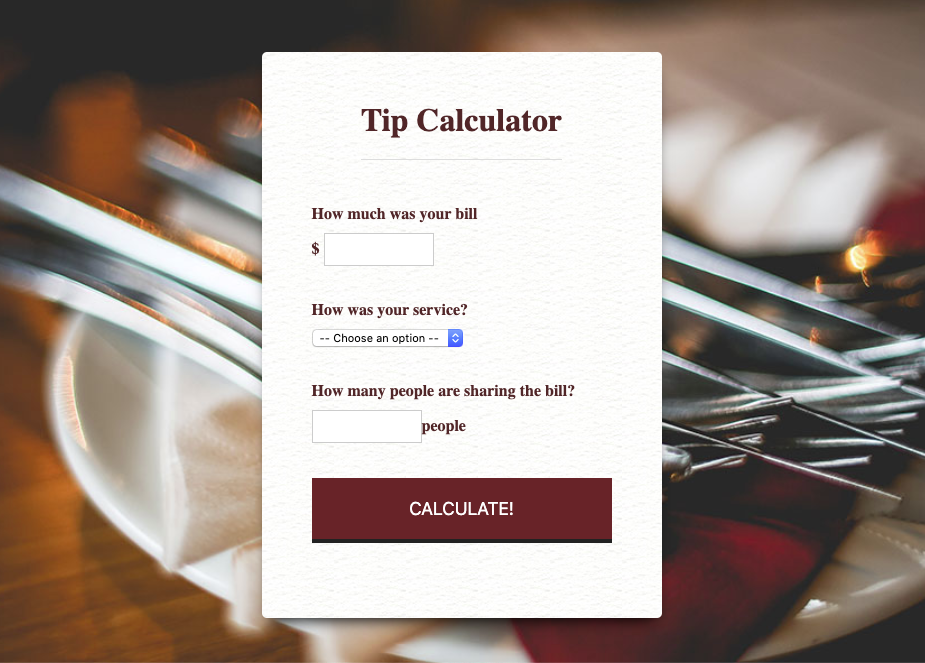 Tip Calculator
How much was your bill
$
How was your service?
-- Choose an option --
How many people are sharing the bill?
people
CALCULATE!